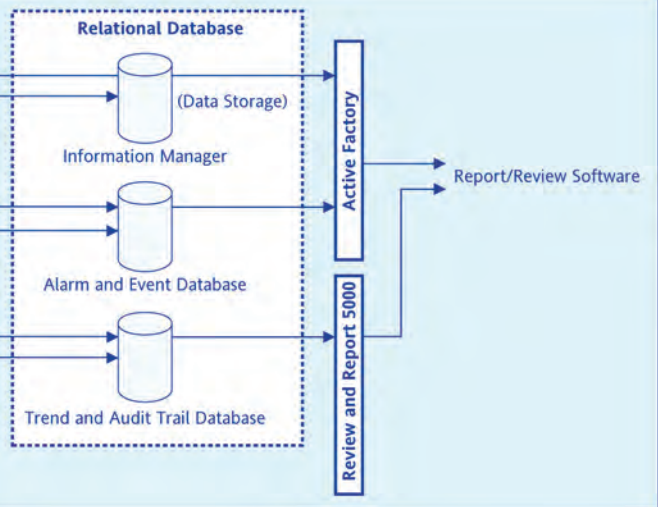 Relational Database
(Data Storage)
Information Manager
Alarm and Event Database
Trend and Audit Trail Database
Active Factory
Review and Report 5000
Report/Review Software